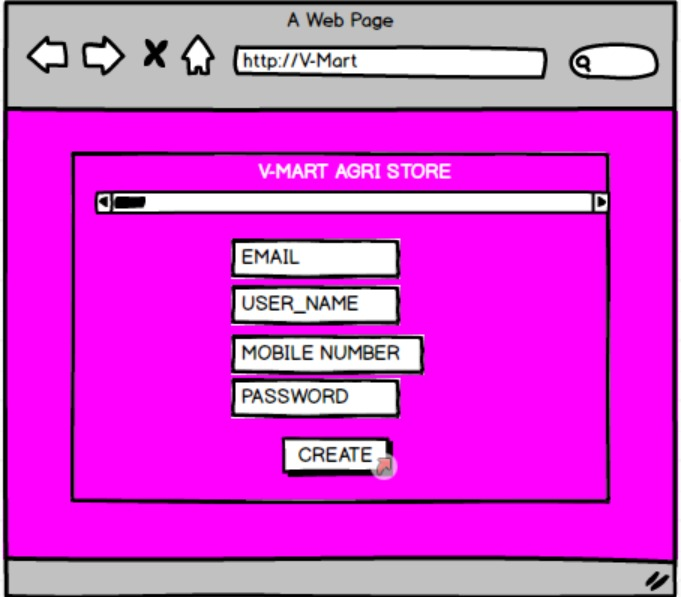 A Web Page
http://V-Mart
V-MART AGRI STORE
EMAIL
USER_NAME
MOBILE NUMBER
PASSWORD
CREATE